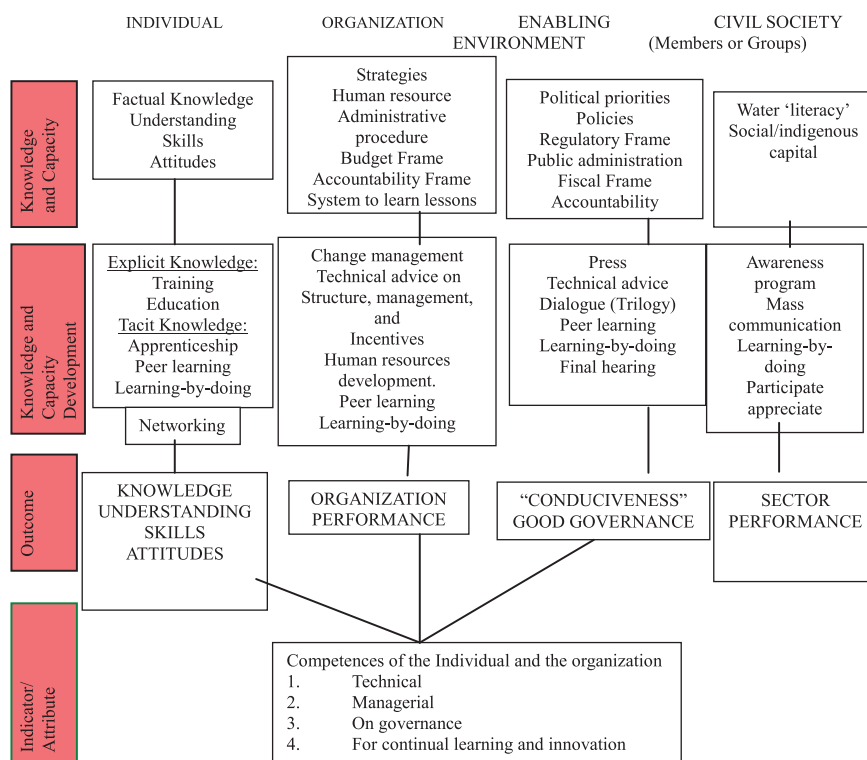 INDIVIDUAL
ORGANIZATION
ENABLING
ENVIRONMENT
CIVIL SOCIETY
(Members or Groups)
Knowledge
and Capacity
Factual Knowledge
Understanding
Skills
Attitudes
Strategies
Human resource
Administrative
procedure
Budget Frame
Accountability Frame
System to learn lessons
Political priorities
Policies
Regulatory Frame
Public administration
Fiscal Frame
Accountability
Water ‘literacy’
Social/indigenous
capital
Knowledge and
Capacity
Development
Explicit Knowledge:
Training
Education
Tacit Knowledge:
Apprenticeship
Peer learning
Learning-by-doing
Networking
Change management
Technical advice on
Structure, management,
and
Incentives
Human resources
development.
Peer learning
Learning-by-doing
Press
Technical advice
Dialogue (Trilogy)
Peer learning
Learning-by-doing
Final hearing
Awareness
program
Mass
communication
Learning-by-
doing
Participate
appreciate
Outcome
KNOWLEDGE
UNDERSTANDING
SKILLS
ATTITUDES
ORGANIZATION
PERFORMANCE
“CONDUCIVENESS”
GOOD GOVERNANCE
SECTOR
PERFORMANCE
Indicator/
Attribute
Competences of the Individual and the organization
1. Technical
2. Managerial
3. On governance
4. For continual learning and innovation